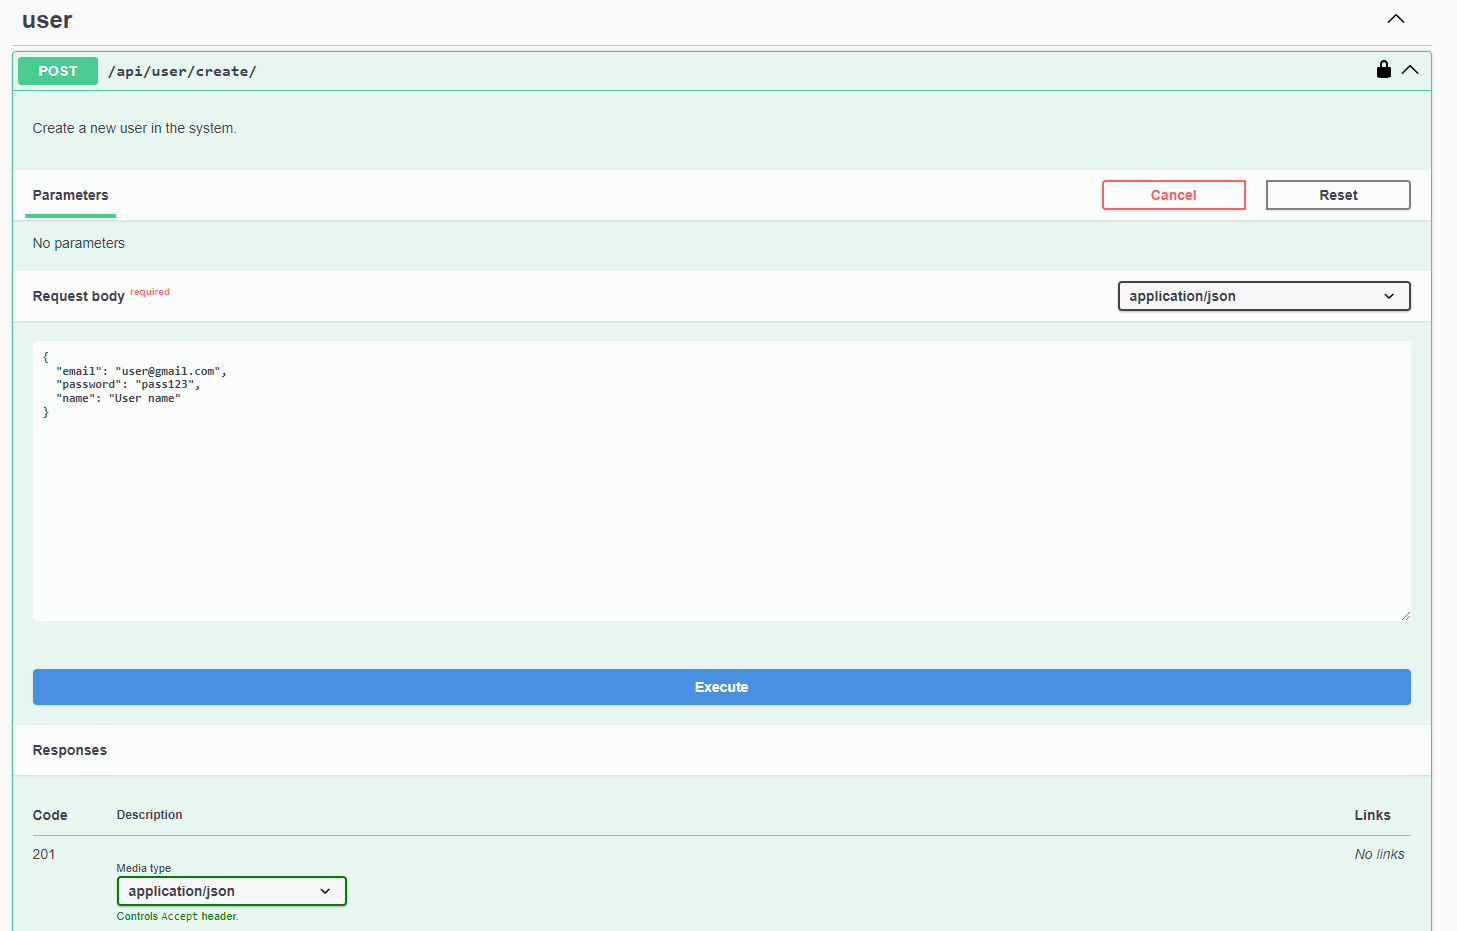 user
POST /api/user/create/
Create a new user in the system.
Parameters
Cancel
Reset
No parameters
Request body required
application/json
{
"email": "user@gmail.com",
"password": "pass123",
"name": "User name"
}
Execute
Responses
Code Description Links
201 No links
Media type
application/json
Controls Accept header.